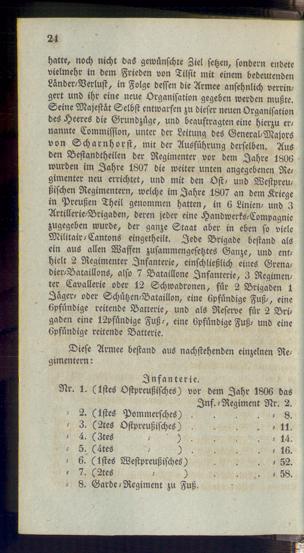 24
hatte, noch nicht das gewünschte Ziel setzen, sondern endete
vielmehr in dem Frieden von Tilsit mit einem bedeutenden
Länder-Verlust, in Folge dessen die Armee ansehnlich verrin-
gert und ihr eine neue Organisation gegeben werden mußte.
Seine Majestät Selbst entwarfen zu dieser neuen Organisation
des Heeres die Grundzüge, und beauftragten eine hierzu er-
nannte Commission, unter der Leitung des General-Majors
von Scharnhorst, mit der Ausführung derselben. Aus
den Bestandtheilen der Regimenter vor dem Jahre 1806
wurden im Jahre 1807 die weiter unten angegebenen Re-
gimenter neu errichtet, und mit den Ost- und Westpreu-
ßischen Regimentern, welche im Jahre 1807 an dem Kriege
in Preußen Theil genommen hatten, in 6 Linien- und 3
Artillerie-Brigaden, deren jeder eine Handwerks-Compagnie
zugegeben wurde, der ganze Staat aber in eben so viele
Militair-Cantons eingetheilt. Jede Brigade bestand als
ein aus allen Waffen zusammengesetztes Ganze, und ent-
hielt 2 Regimenter Infanterie, einschließlich eines Grena-
dier-Bataillons, also 7 Bataillone Infanterie, 3 Regimen-
ter Cavallerie oder 12 Schwadronen, für 2 Brigaden 1
Jäger- oder Schützen-Bataillon, eine 6pfündige Fuß-, eine
6pfündige reitende Batterie, und als Reserve für 2 Bri-
gaden eine 12pfündige Fuß-, eine 6pfündige Fuß- und eine
6pfündige reitende Batterie.
Diese Armee bestand aus nachstehenden einzelnen Re-
gimentern:
Infanterie.
Nr. 1. (1stes Ostpreußisches) vor dem Jahr 1806 das
Inf.-Regiment Nr. 2.
= 2. (1stes Pommersches) . . . . = 8.
= 3. (2tes Ostpreußisches) . . . . = 11.
= 4. (3tes = ) . . . . = 14.
= 5. (4tes = ) . . . . = 16.
= 6. (1stes Westpreußisches) . . . . = 52.
= 7. (2tes = ) . . . . = 58.
= 8. Garde-Regiment zu Fuß.